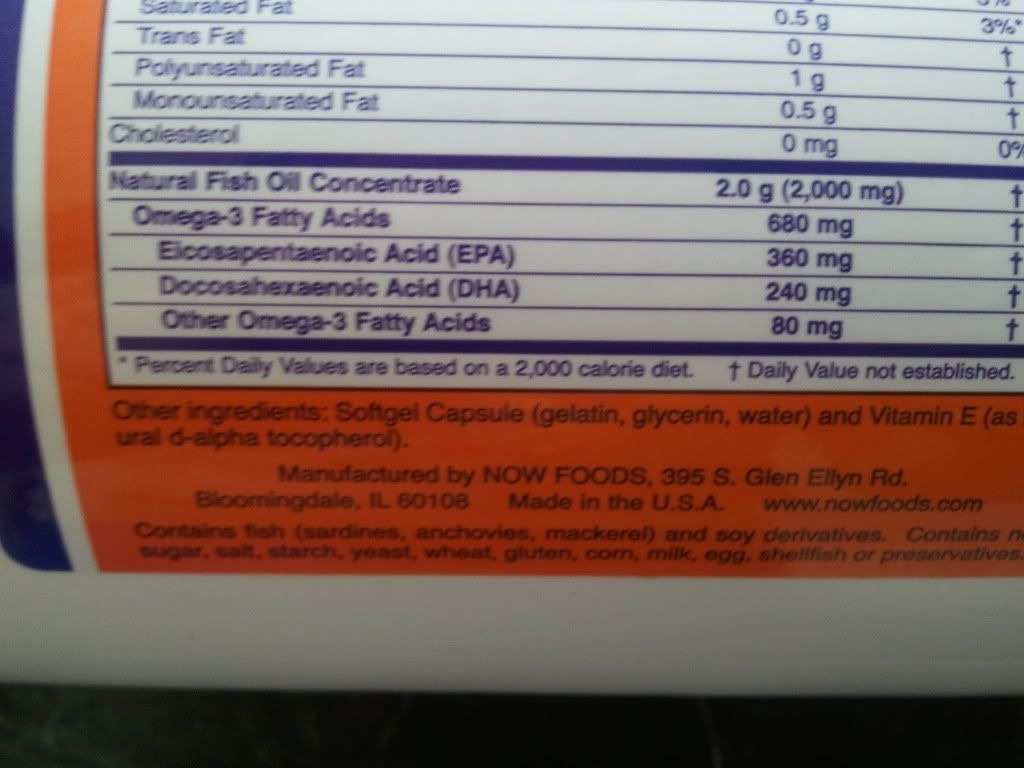 Saturated Fat 0.5 g 3%*
Trans Fat 0 g †
Polyunsaturated Fat 1 g †
Monounsaturated Fat 0.5 g †
Cholesterol 0 mg 0%
Natural Fish Oil Concentrate 2.0 g (2,000 mg) †
Omega-3 Fatty Acids 680 mg †
Eicosapentaenoic Acid (EPA) 360 mg †
Docosahexaenoic Acid (DHA) 240 mg †
Other Omega-3 Fatty Acids 80 mg †
* Percent Daily Values are based on a 2,000 calorie diet. † Daily Value not established.
Other ingredients: Softgel Capsule (gelatin, glycerin, water) and Vitamin E (as
ural d-alpha tocopherol).
Manufactured by NOW FOODS, 395 S. Glen Ellyn Rd.
Bloomingdale, IL 60108 Made in the U.S.A. www.nowfoods.com
Contains fish (sardines, anchovies, mackerel) and soy derivatives. Contains
sugar, salt, starch, yeast, wheat, gluten, corn, milk, egg, shellfish or preservatives.